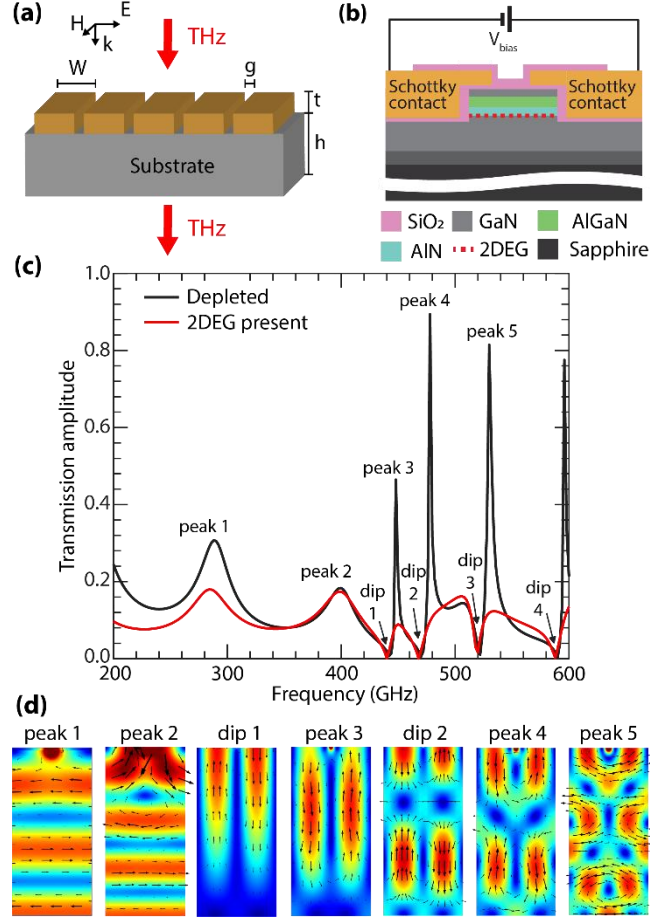 (a)
H
E
k
THz
W
g
t
h
Substrate
THz
(b)
V bias
Schottky
contact
Schottky
contact
SiO₂
GaN
AlGaN
AlN
2DEG
Sapphire
(c)
Transmission amplitude
1.0
0.8
0.6
0.4
0.2
0.0
Depleted
2DEG present
peak 1
peak 2
peak 3
peak 4
peak 5
dip
1
dip
2
dip
3
dip
4
200
300
400
500
600
Frequency (GHz)
(d)
peak 1 peak 2 dip 1 peak 3 dip 2 peak 4 peak 5